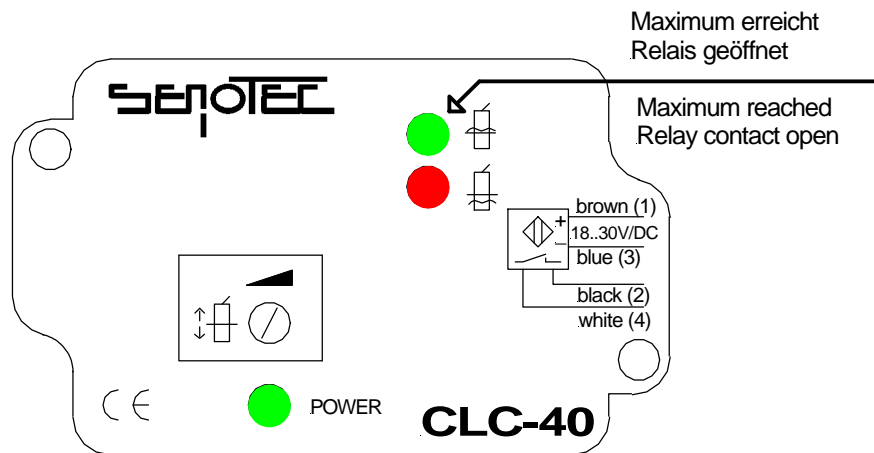 Maximum erreicht
Relais geöffnet
SENOTEC
Maximum reached
Relay contact open
brown (1)
+
18..30V/DC
–
blue (3)
black (2)
white (4)
CE
POWER
CLC-40